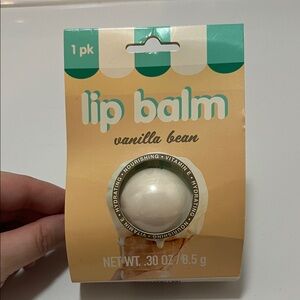 1 pk
lip balm
vanilla bean
HYDRATING • NOURISHING • VITAMIN E • HYDRATING • NOURISHING • VITAMIN E •
NET WT. .30 OZ / 8.5 g